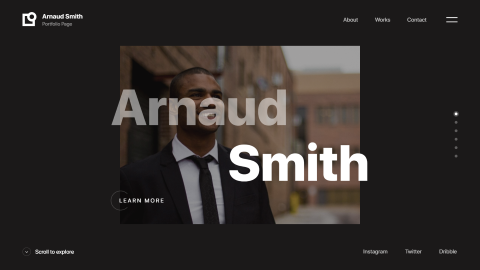 Arnaud Smith
Portfolio Page
About
Works
Contact
Arnaud
Smith
LEARN MORE
Scroll to explore
Instagram
Twitter
Dribble